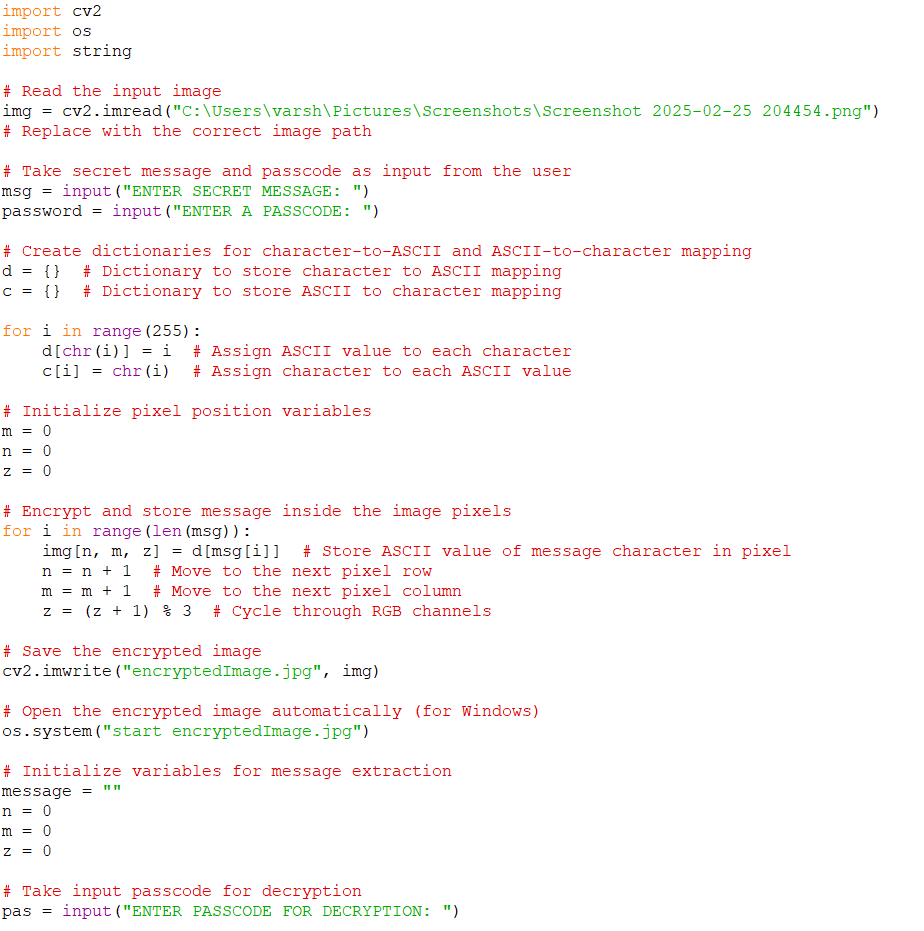 import cv2
import os
import string

# Read the input image
img = cv2.imread("C:\Users\varsh\Pictures\Screenshots\Screenshot 2025-02-25 204454.png")
# Replace with the correct image path

# Take secret message and passcode as input from the user
msg = input("ENTER SECRET MESSAGE: ")
password = input("ENTER A PASSCODE: ")

# Create dictionaries for character-to-ASCII and ASCII-to-character mapping
d = {}  # Dictionary to store character to ASCII mapping
c = {}  # Dictionary to store ASCII to character mapping

for i in range(255):
    d[chr(i)] = i  # Assign ASCII value to each character
    c[i] = chr(i)  # Assign character to each ASCII value

# Initialize pixel position variables
m = 0
n = 0
z = 0

# Encrypt and store message inside the image pixels
for i in range(len(msg)):
    img[n, m, z] = d[msg[i]]  # Store ASCII value of message character in pixel
    n = n + 1  # Move to the next pixel row
    m = m + 1  # Move to the next pixel column
    z = (z + 1) % 3  # Cycle through RGB channels

# Save the encrypted image
cv2.imwrite("encryptedImage.jpg", img)

# Open the encrypted image automatically (for Windows)
os.system("start encryptedImage.jpg")

# Initialize variables for message extraction
message = ""
n = 0
m = 0
z = 0

# Take input passcode for decryption
pas = input("ENTER PASSCODE FOR DECRYPTION: ")